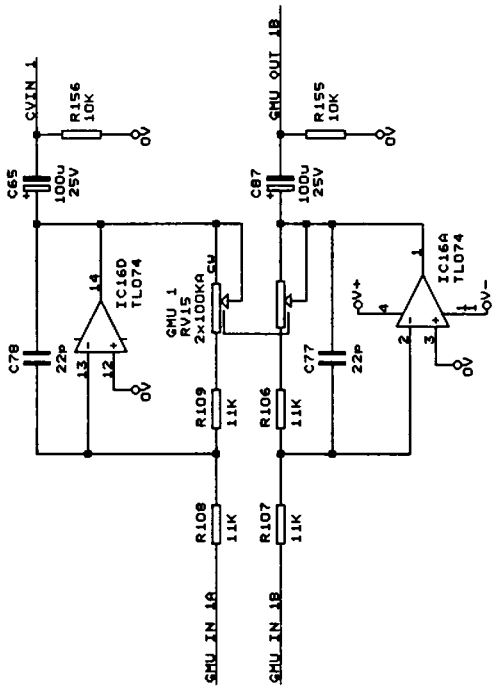 CVIN 1
R156
10K
0V
C65
100u
25V
+
14
IC16D
TL074
C78
22p
13
12
-
+
0V
GMU 1
RV15
2x100KA
CW
R109
11K
R108
11K
GMU IN 1A
GMU OUT 1B
R155
10K
0V
C87
100u
25V
+
R106
11K
R107
11K
GMU IN 1B
C77
22p
1
IC16A
TL074
0V+
4
11
0V-
2
3
-
+
0V